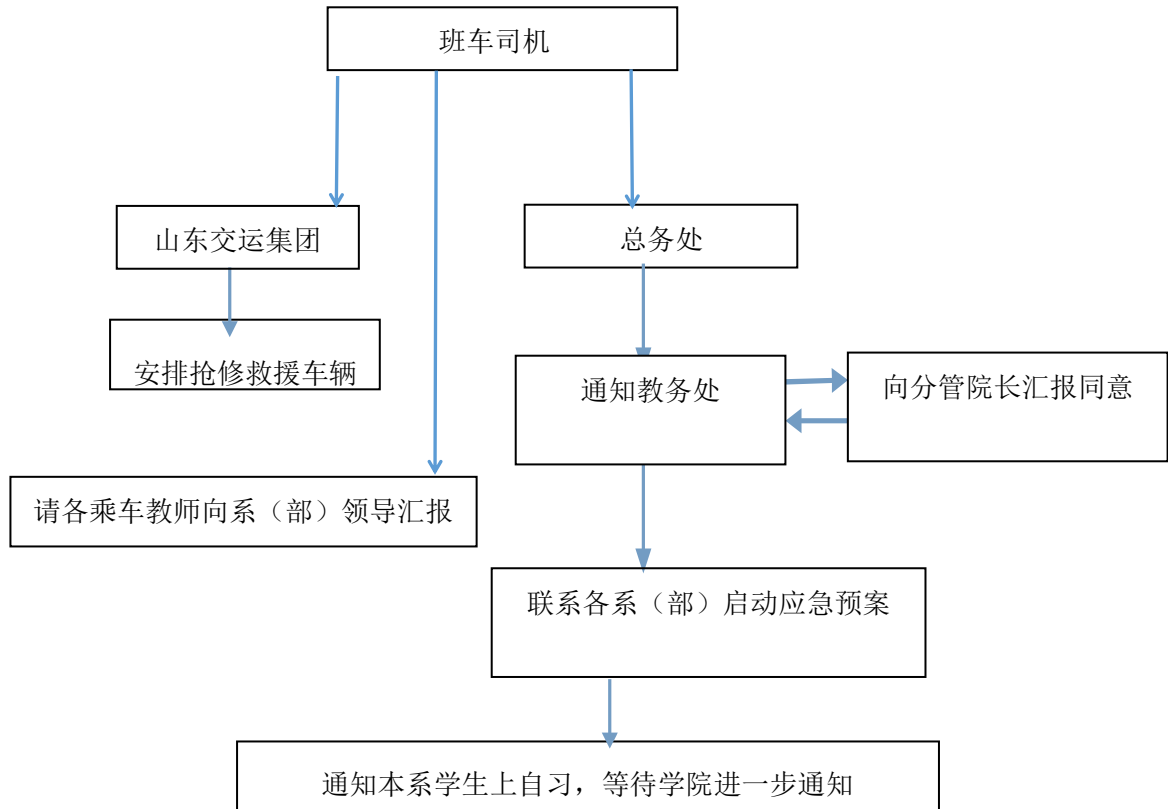 班车司机
山东交运集团
总务处
安排抢修救援车辆
通知教务处
向分管院长汇报同意
请各乘车教师向系（部）领导汇报
联系各系（部）启动应急预案
通知本系学生上自习，等待学院进一步通知